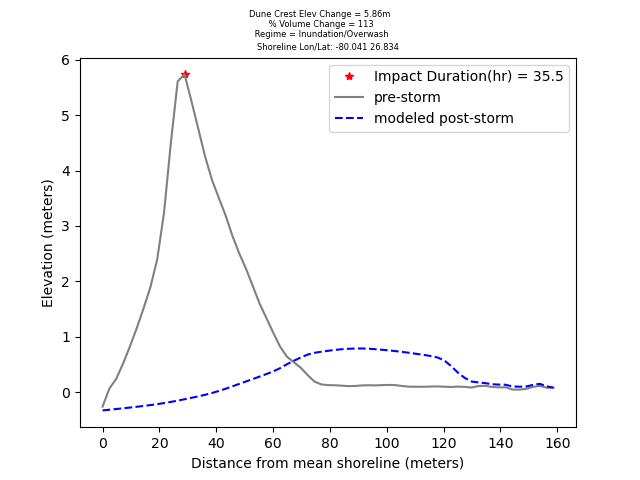 Dune Crest Elev Change = 5.86m
% Volume Change = 113
Regime = Inundation/Overwash
Shoreline Lon/Lat: -80.041 26.834
Impact Duration(hr) = 35.5
pre-storm
modeled post-storm
Elevation (meters)
6
5
4
3
2
1
0
0 20 40 60 80 100 120 140 160
Distance from mean shoreline (meters)